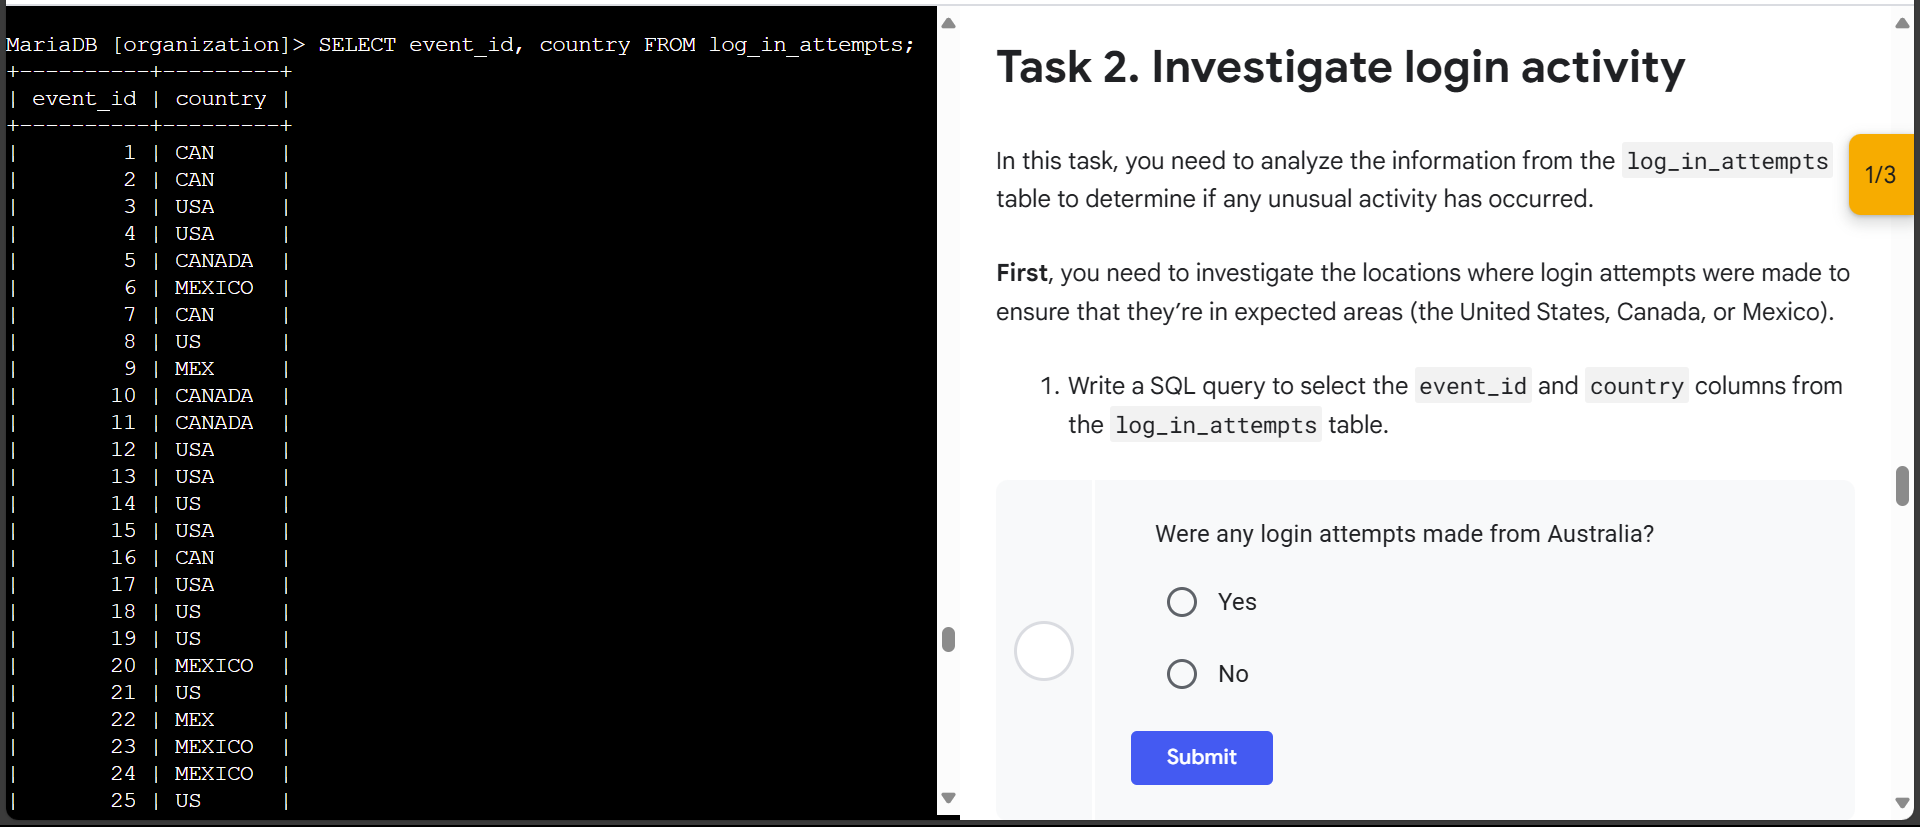 MariaDB [organization]> SELECT event_id, country FROM log_in_attempts;
+----------+---------+
| event_id | country |
+----------+---------+
|        1 | CAN     |
|        2 | CAN     |
|        3 | USA     |
|        4 | USA     |
|        5 | CANADA  |
|        6 | MEXICO  |
|        7 | CAN     |
|        8 | US      |
|        9 | MEX     |
|       10 | CANADA  |
|       11 | CANADA  |
|       12 | USA     |
|       13 | USA     |
|       14 | US      |
|       15 | USA     |
|       16 | CAN     |
|       17 | USA     |
|       18 | US      |
|       19 | US      |
|       20 | MEXICO  |
|       21 | US      |
|       22 | MEX     |
|       23 | MEXICO  |
|       24 | MEXICO  |
|       25 | US      |
Task 2. Investigate login activity
In this task, you need to analyze the information from the log_in_attempts
table to determine if any unusual activity has occurred.
1/3
First, you need to investigate the locations where login attempts were made to
ensure that they’re in expected areas (the United States, Canada, or Mexico).
1. Write a SQL query to select the event_id and country columns from
the log_in_attempts table.
Were any login attempts made from Australia?
Yes
No
Submit